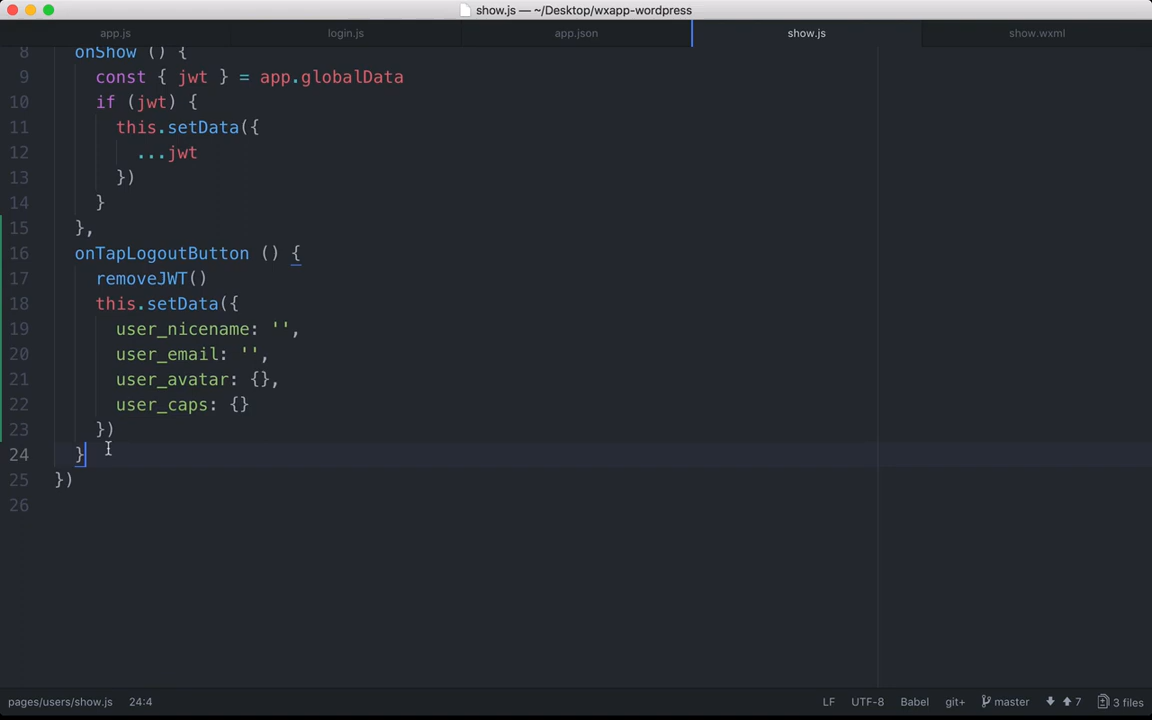 show.js — ~/Desktop/wxapp-wordpress
app.js login.js app.json show.js show.wxml
8 onShow () {
9 const { jwt } = app.globalData
10 if (jwt) {
11 this.setData({
12 ...jwt
13 })
14 }
15 },
16 onTapLogoutButton () {
17 removeJWT()
18 this.setData({
19 user_nicename: '',
20 user_email: '',
21 user_avatar: {},
22 user_caps: {}
23 })
24 }
25 })
26
pages/users/show.js 24:4 LF UTF-8 Babel git+ master 7 3 files